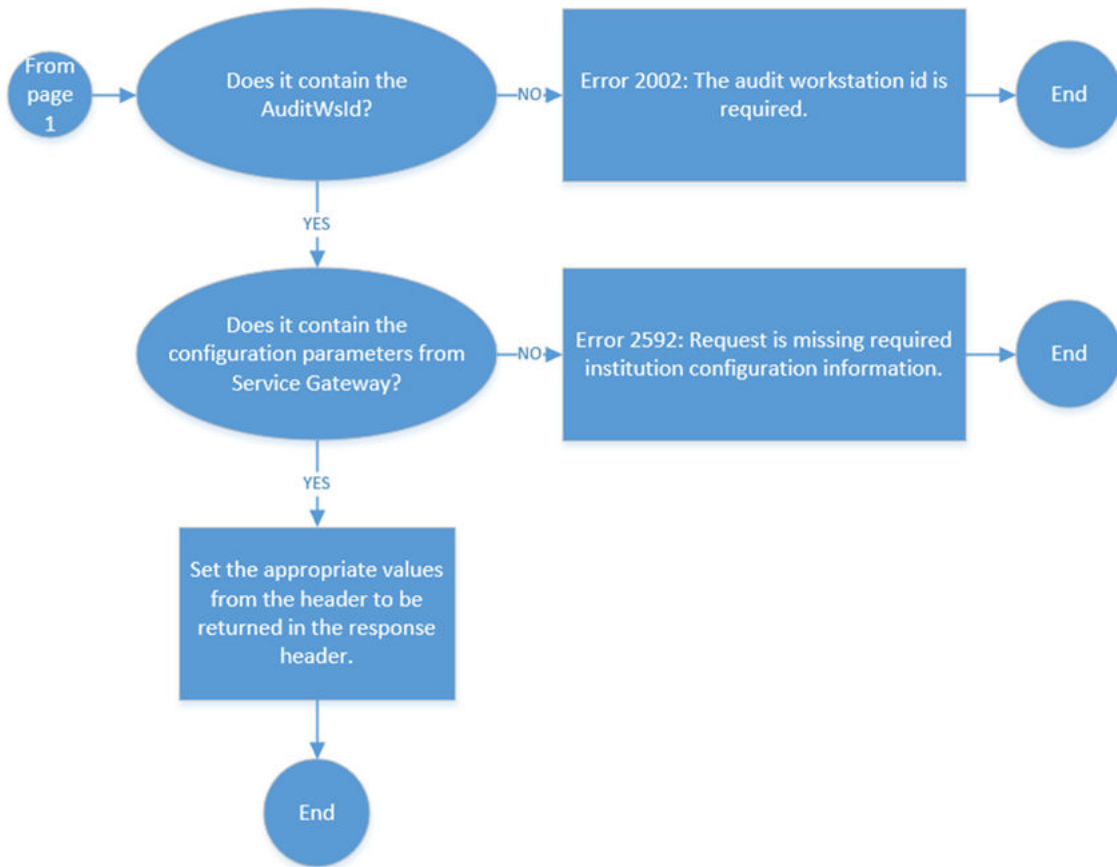 From
page
1
Does it contain the
AuditWsId?
NO
Error 2002: The audit workstation id is
required.
End
YES
Does it contain the
configuration parameters from
Service Gateway?
NO
Error 2592: Request is missing required
institution configuration information.
End
YES
Set the appropriate values
from the header to be
returned in the response
header.
End